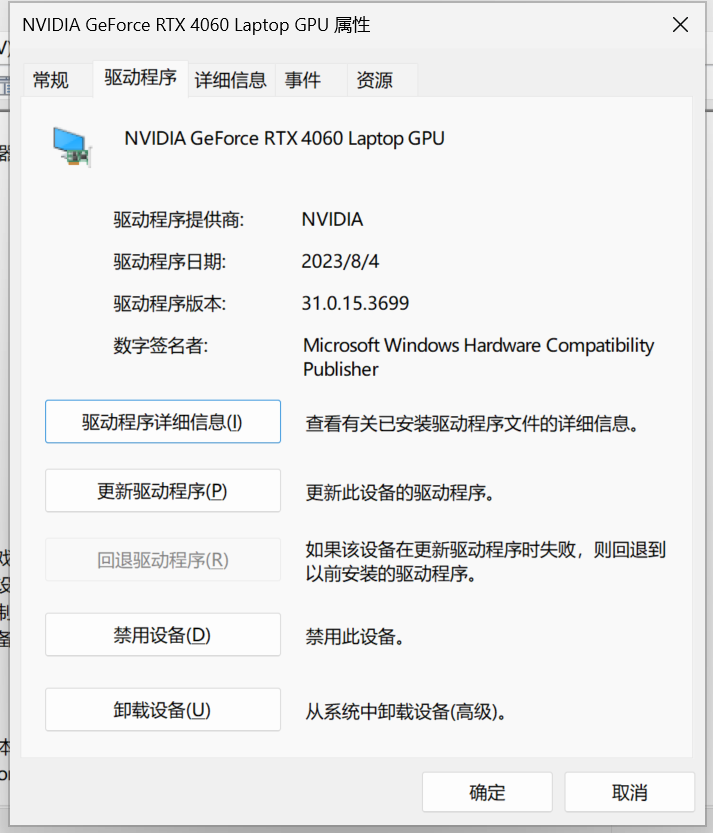 NVIDIA GeForce RTX 4060 Laptop GPU 属性
常规 驱动程序 详细信息 事件 资源
NVIDIA GeForce RTX 4060 Laptop GPU
驱动程序提供商: NVIDIA
驱动程序日期: 2023/8/4
驱动程序版本: 31.0.15.3699
数字签名者: Microsoft Windows Hardware Compatibility
Publisher
驱动程序详细信息(I) 查看有关已安装驱动程序文件的详细信息。
更新驱动程序(P) 更新此设备的驱动程序。
回退驱动程序(R) 如果该设备在更新驱动程序时失败，则回退到
以前安装的驱动程序。
禁用设备(D) 禁用此设备。
卸载设备(U) 从系统中卸载设备(高级)。
确定 取消